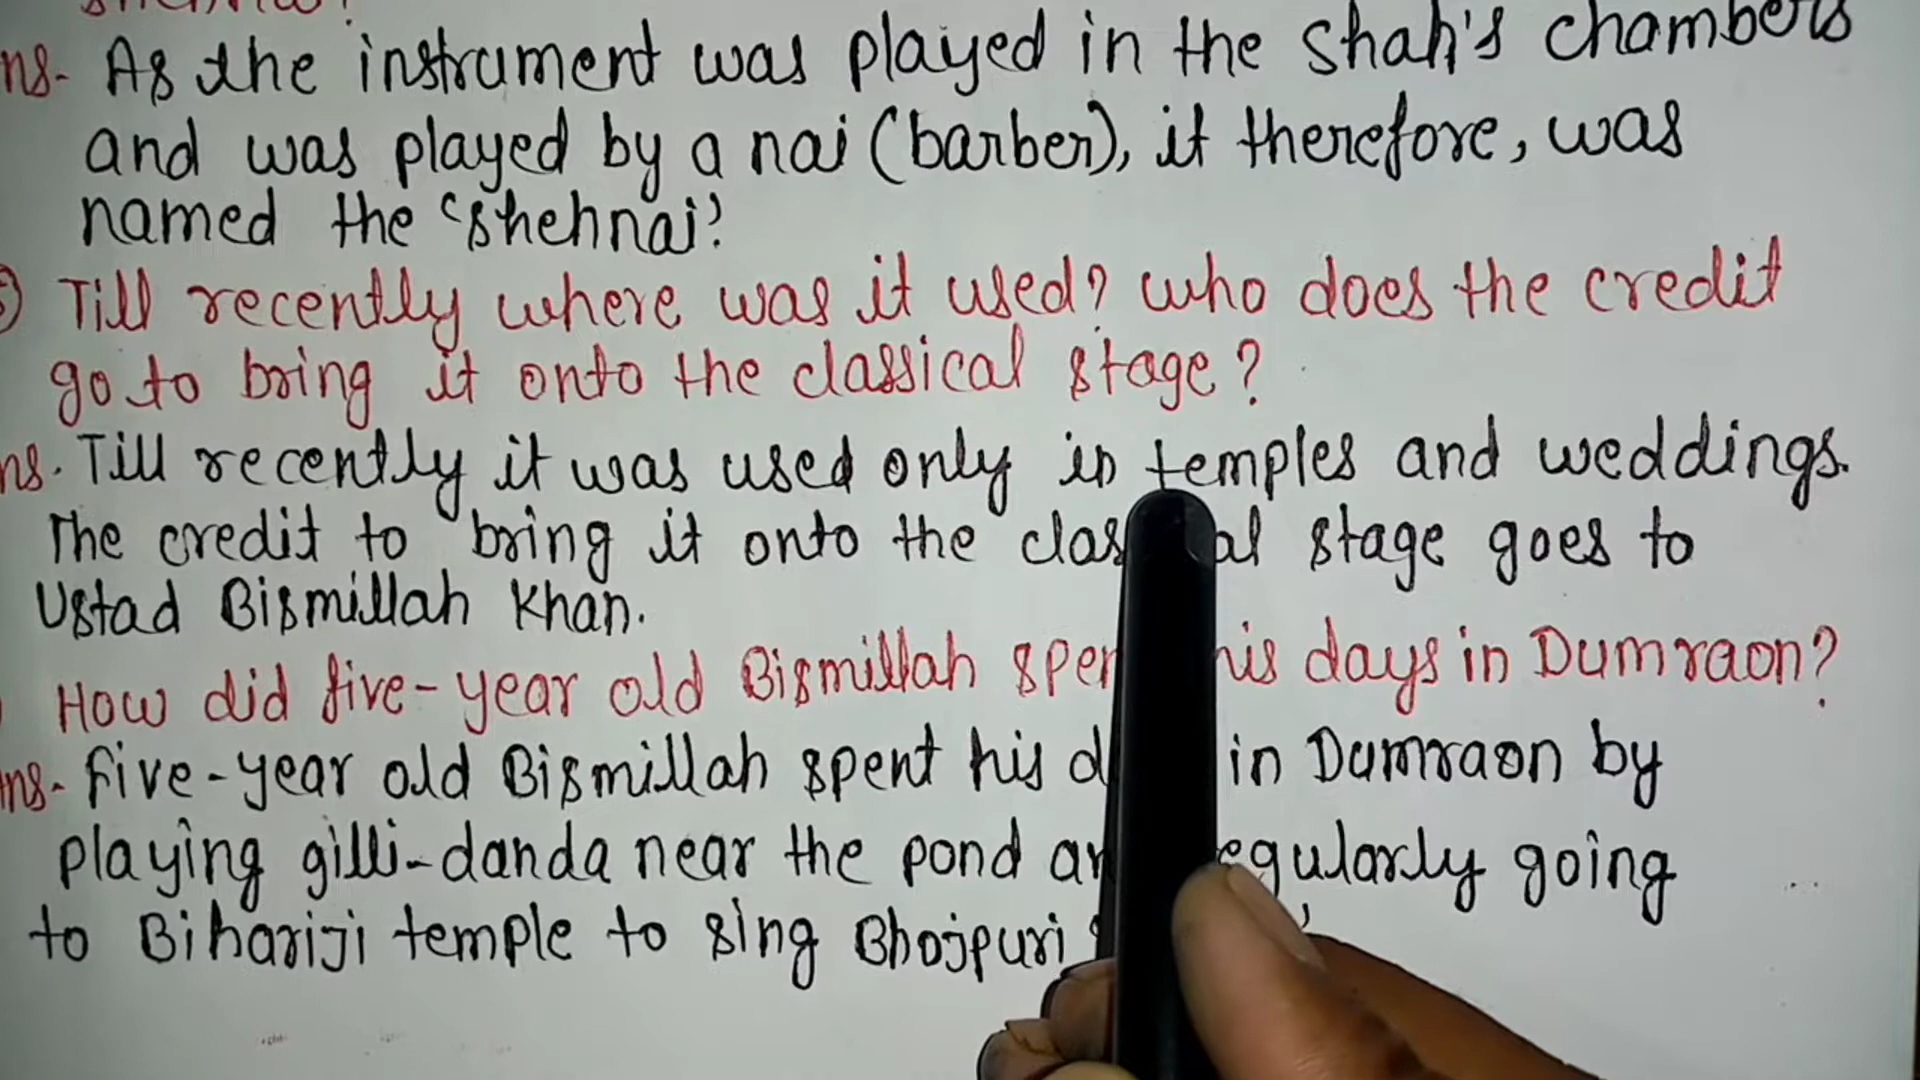 ns- As the instrument was played in the Shah's chambers
and was played by a nai (barber), it therefore, was
named the 'Shehnai'.
Till recently where was it used? Who does the credit
go to bring it onto the classical stage?
ns. Till recently it was used only in temples and weddings.
The credit to bring it onto the clas al stage goes to
Ustad Bismillah Khan.
How did five-year old Bismillah spen his days in Dumraon?
Ans- Five-year old Bismillah spent his d in Dumraon by
playing gilli-danda near the pond an egularly going
to Bihariji temple to sing Bhojpuri